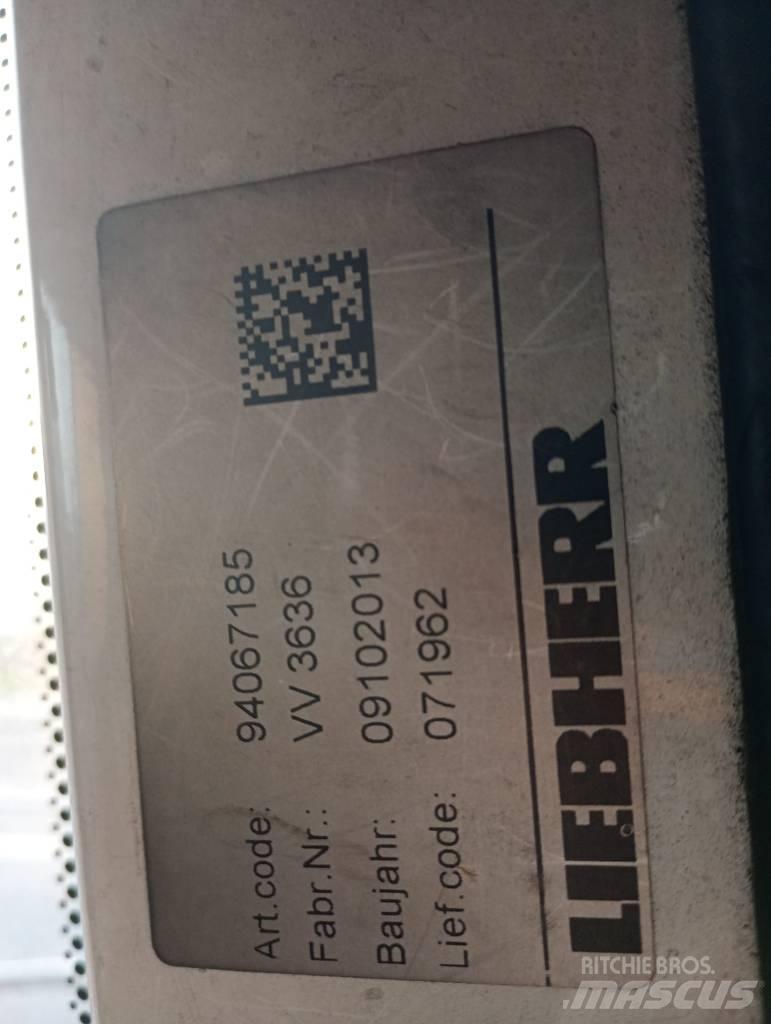 Art.code: 94067185
Fabr.Nr.: VV 3636
Baujahr: 09102013
Lief.code: 071962
LIEBHERR
RITCHIE BROS.
MASCUS